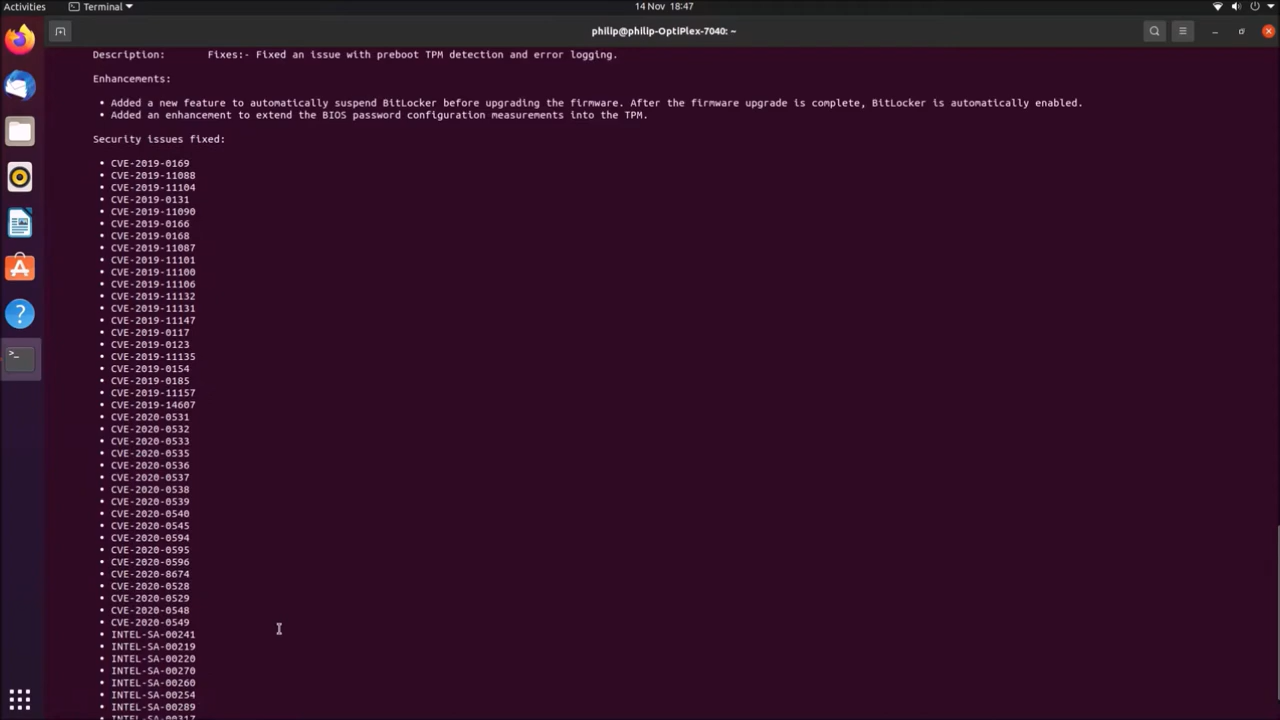 Activities
Terminal
14 Nov 18:47
philip@philip-OptiPlex-7040: ~
Description: Fixes:- Fixed an issue with preboot TPM detection and error logging.
Enhancements:
• Added a new feature to automatically suspend BitLocker before upgrading the firmware. After the firmware upgrade is complete, BitLocker is automatically enabled.
• Added an enhancement to extend the BIOS password configuration measurements into the TPM.
Security issues fixed:
• CVE-2019-0169
• CVE-2019-11088
• CVE-2019-11104
• CVE-2019-0131
• CVE-2019-11090
• CVE-2019-0166
• CVE-2019-0168
• CVE-2019-11087
• CVE-2019-11101
• CVE-2019-11100
• CVE-2019-11106
• CVE-2019-11132
• CVE-2019-11131
• CVE-2019-11147
• CVE-2019-0117
• CVE-2019-0123
• CVE-2019-11135
• CVE-2019-0154
• CVE-2019-0185
• CVE-2019-11157
• CVE-2019-14607
• CVE-2020-0531
• CVE-2020-0532
• CVE-2020-0533
• CVE-2020-0535
• CVE-2020-0536
• CVE-2020-0537
• CVE-2020-0538
• CVE-2020-0539
• CVE-2020-0540
• CVE-2020-0545
• CVE-2020-0594
• CVE-2020-0595
• CVE-2020-0596
• CVE-2020-8674
• CVE-2020-0528
• CVE-2020-0529
• CVE-2020-0548
• CVE-2020-0549
• INTEL-SA-00241
• INTEL-SA-00219
• INTEL-SA-00220
• INTEL-SA-00270
• INTEL-SA-00260
• INTEL-SA-00254
• INTEL-SA-00289
• INTEL-SA-00317